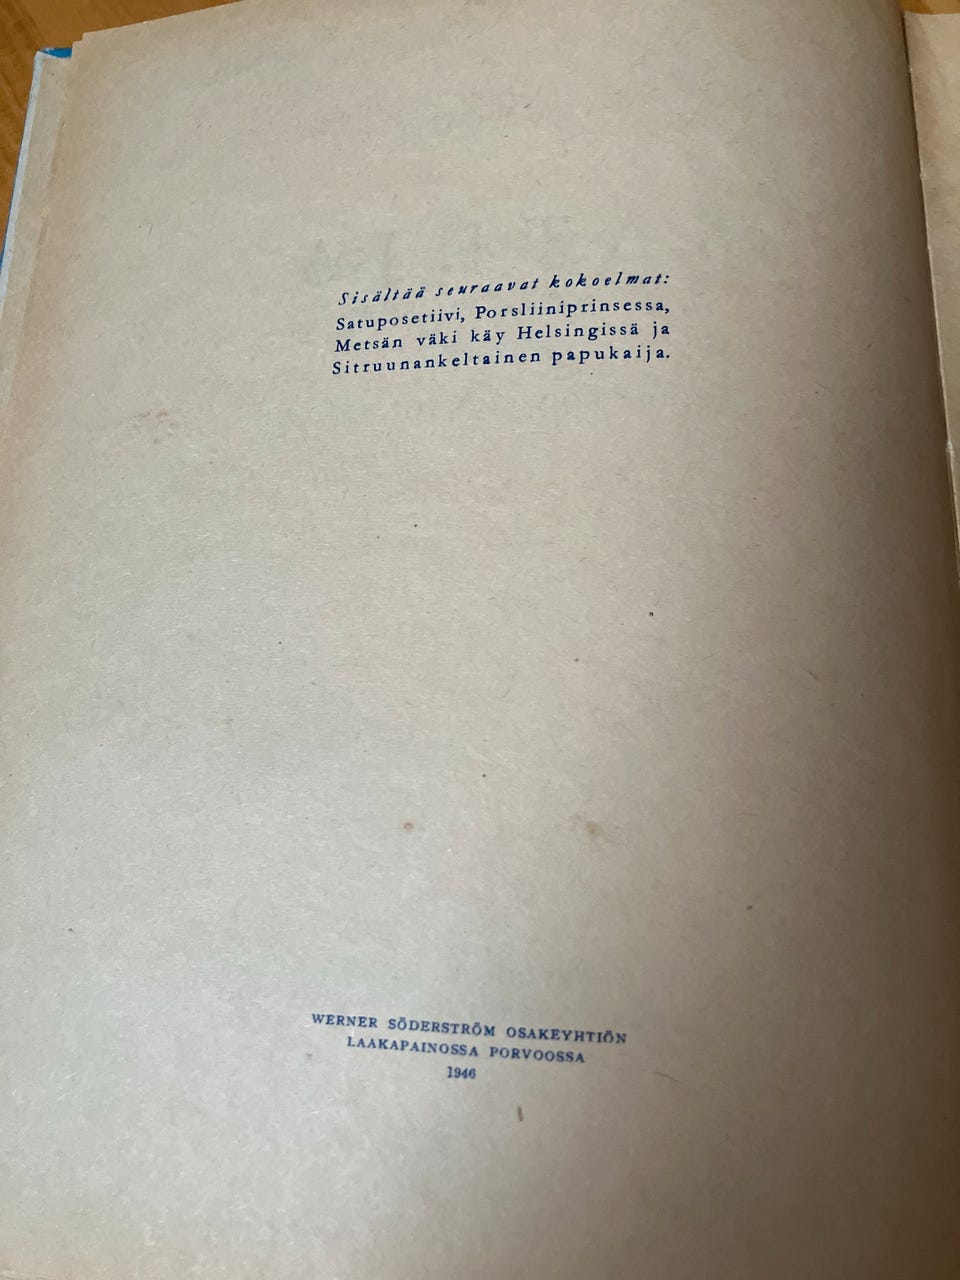 Sisältää seuraavat kokoelmat:
Satuposetiivi, Porsliiniprinsessa,
Metsän väki käy Helsingissä ja
Sitruunankeltainen papukaija.
WERNER SÖDERSTRÖM OSAKEYHTIÖN
LAAKAPAINOSSA PORVOOSSA
1946